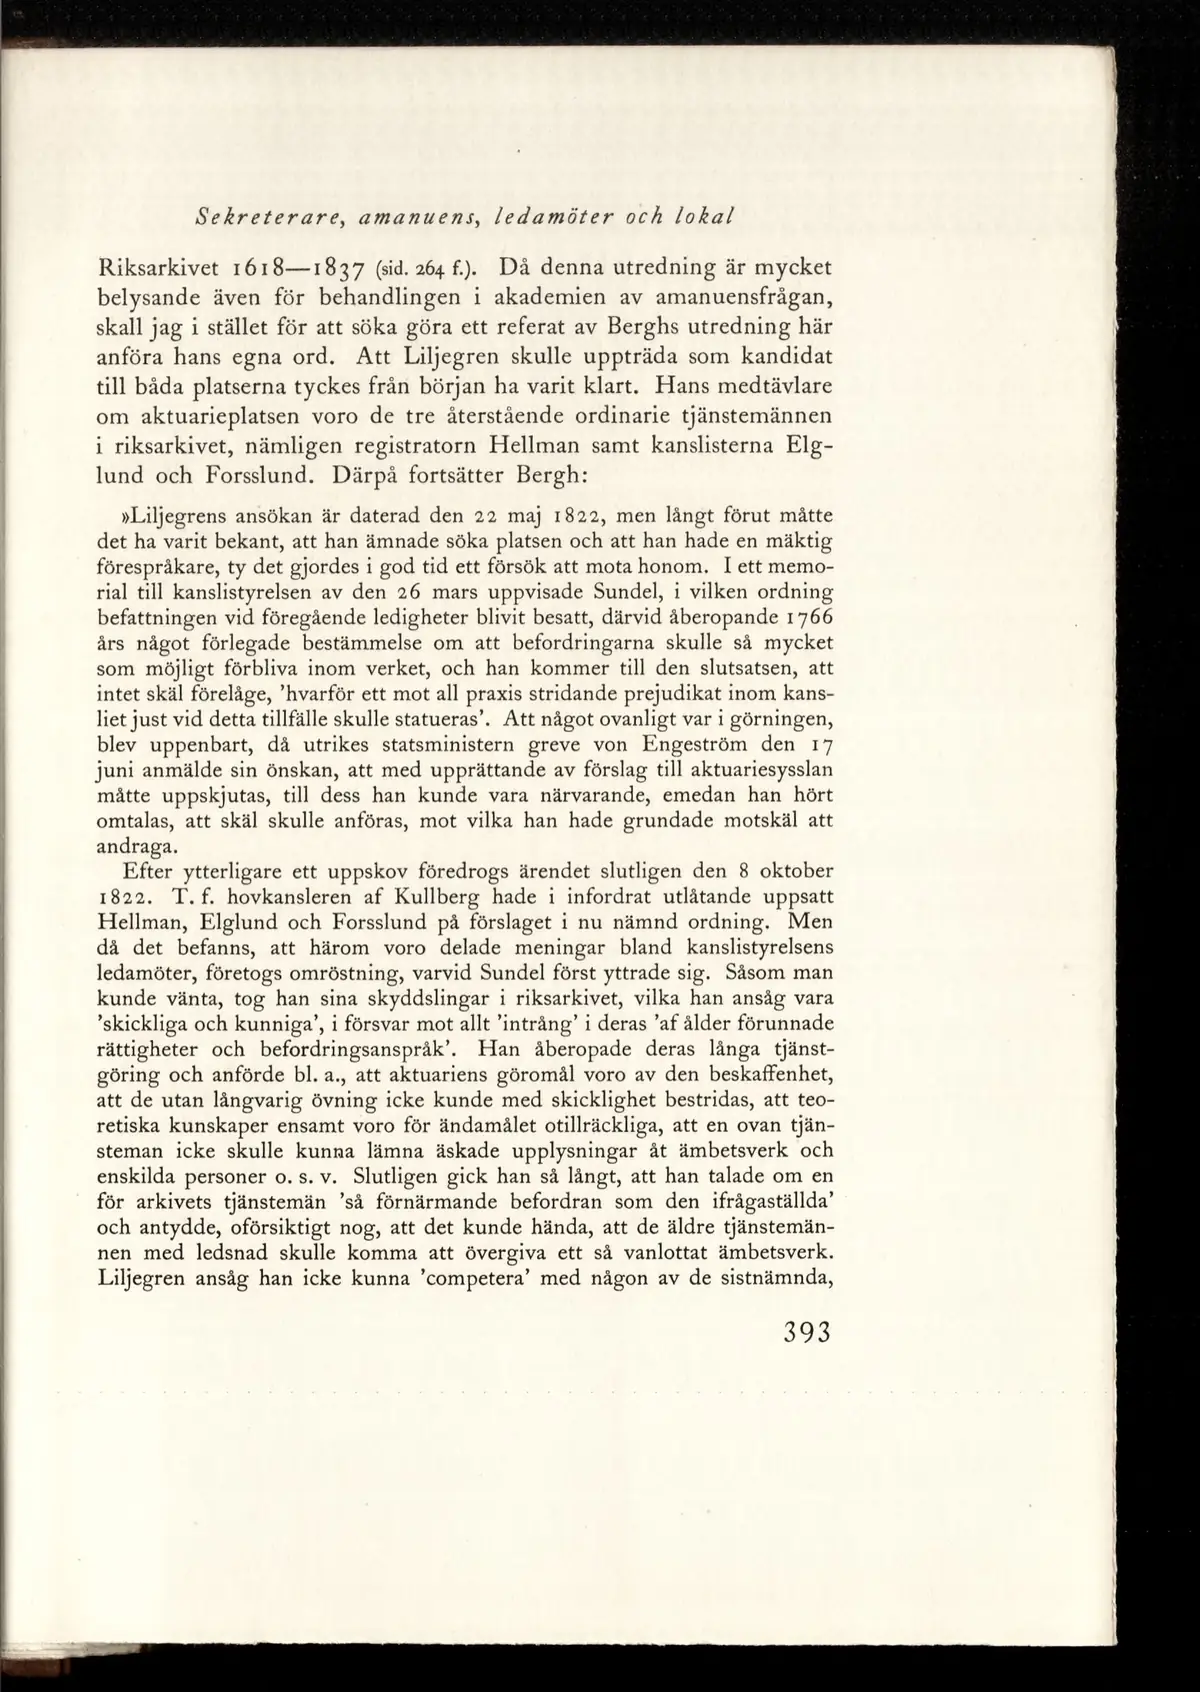 Sekreterare, amanuens, ledamöter och lokal
Riksarkivet 1618—1837 (sid. 264 f.). Då denna utredning är mycket
belysande även för behandlingen i akademien av amanuensfrågan,
skall jag i stället för att söka göra ett referat av Berghs utredning här
anföra hans egna ord. Att Liljegren skulle uppträda som kandidat
till båda platserna tyckes från början ha varit klart. Hans medtävlare
om aktuarieplatsen voro de tre återstående ordinarie tjänstemännen
i riksarkivet, nämligen registratorn Hellman samt kanslisterna Elg-
lund och Forsslund. Därpå fortsätter Bergh:
»Liljegrens ansökan är daterad den 22 maj 1822, men långt förut måtte
det ha varit bekant, att han ämnade söka platsen och att han hade en mäktig
förespråkare, ty det gjordes i god tid ett försök att mota honom. I ett memo-
rial till kanslistyrelsen av den 26 mars uppvisade Sundel, i vilken ordning
befattningen vid föregående ledigheter blivit besatt, därvid åberopande 1766
års något förlegade bestämmelse om att befordringarna skulle så mycket
som möjligt förbliva inom verket, och han kommer till den slutsatsen, att
intet skäl förelåge, ’hvarför ett mot all praxis stridande prejudikat inom kans-
liet just vid detta tillfälle skulle statueras’. Att något ovanligt var i görningen,
blev uppenbart, då utrikes statsministern greve von Engeström den 17
juni anmälde sin önskan, att med upprättande av förslag till aktuariesysslan
måtte uppskjutas, till dess han kunde vara närvarande, emedan han hört
omtalas, att skäl skulle anföras, mot vilka han hade grundade motskäl att
andraga.
Efter ytterligare ett uppskov föredrogs ärendet slutligen den 8 oktober
1822. T. f. hovkansleren af Kullberg hade i infordrat utlåtande uppsatt
Hellman, Elglund och Forsslund på förslaget i nu nämnd ordning. Men
då det befanns, att härom voro delade meningar bland kanslistyrelsens
ledamöter, företogs omröstning, varvid Sundel först yttrade sig. Såsom man
kunde vänta, tog han sina skyddslingar i riksarkivet, vilka han ansåg vara
’skickliga och kunniga’, i försvar mot allt ’intrång’ i deras ’af ålder förunnade
rättigheter och befordringsanspråk’. Han åberopade deras långa tjänst-
göring och anförde bl. a., att aktuariens göromål voro av den beskaffenhet,
att de utan långvarig övning icke kunde med skicklighet bestridas, att teo-
retiska kunskaper ensamt voro för ändamålet otillräckliga, att en ovan tjän-
steman icke skulle kunna lämna äskade upplysningar åt ämbetsverk och
enskilda personer o. s. v. Slutligen gick han så långt, att han talade om en
för arkivets tjänstemän ’så förnärmande befordran som den ifrågaställda’
och antydde, oförsiktigt nog, att det kunde hända, att de äldre tjänstemän-
nen med ledsnad skulle komma att övergiva ett så vanlottat ämbetsverk.
Liljegren ansåg han icke kunna ’competera’ med någon av de sistnämnda,
393